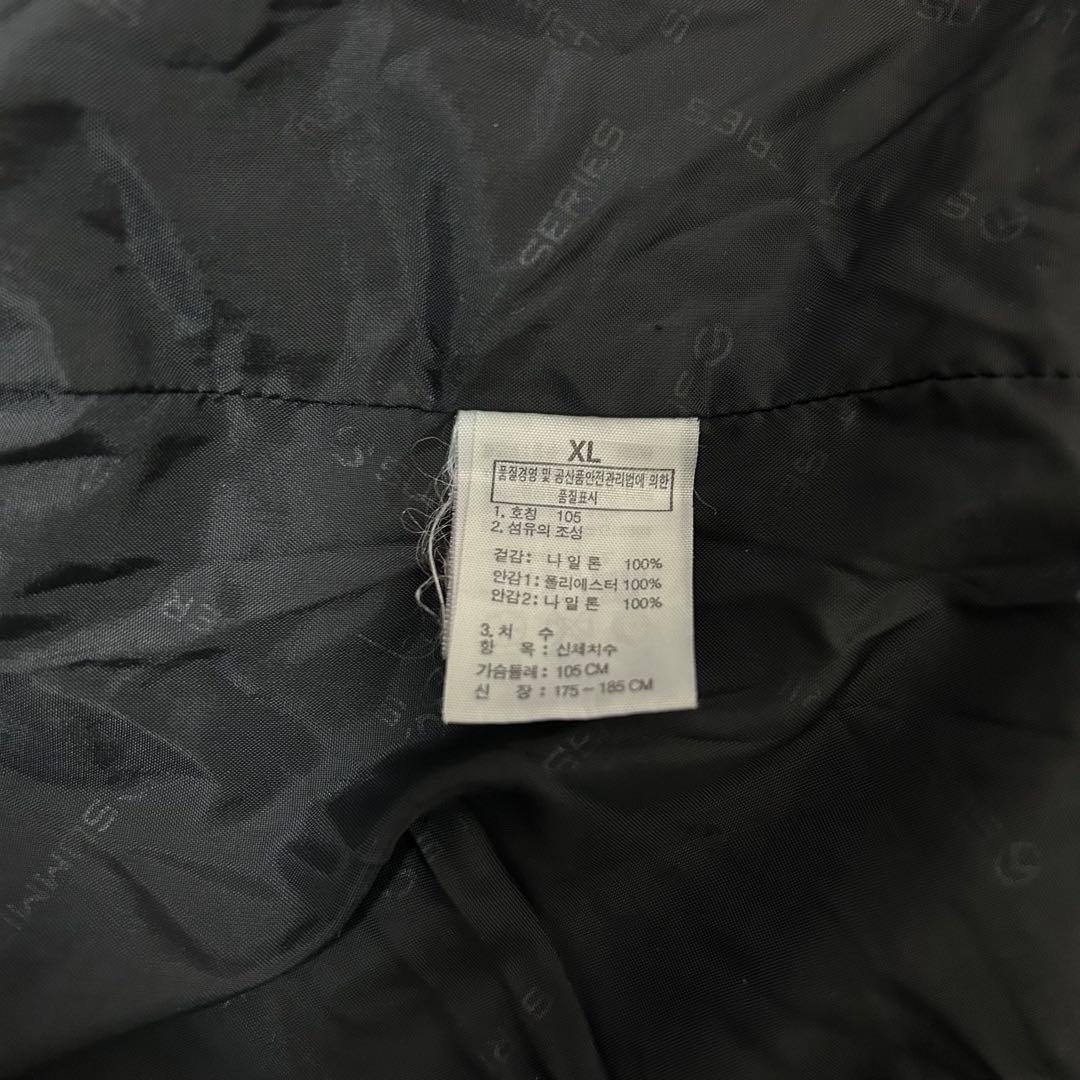 SERIES
SERIES
XL
품질경영 및 공산품안전관리법에 의한
품질표시
1. 호칭 105
2. 섬유의 조성
겉감: 나 일 론 100%
안감1: 폴리에스터 100%
안감2: 나 일 론 100%
3. 치 수
항 목 : 신체치수
가슴둘레 : 105 CM
신 장 : 175 - 185 CM